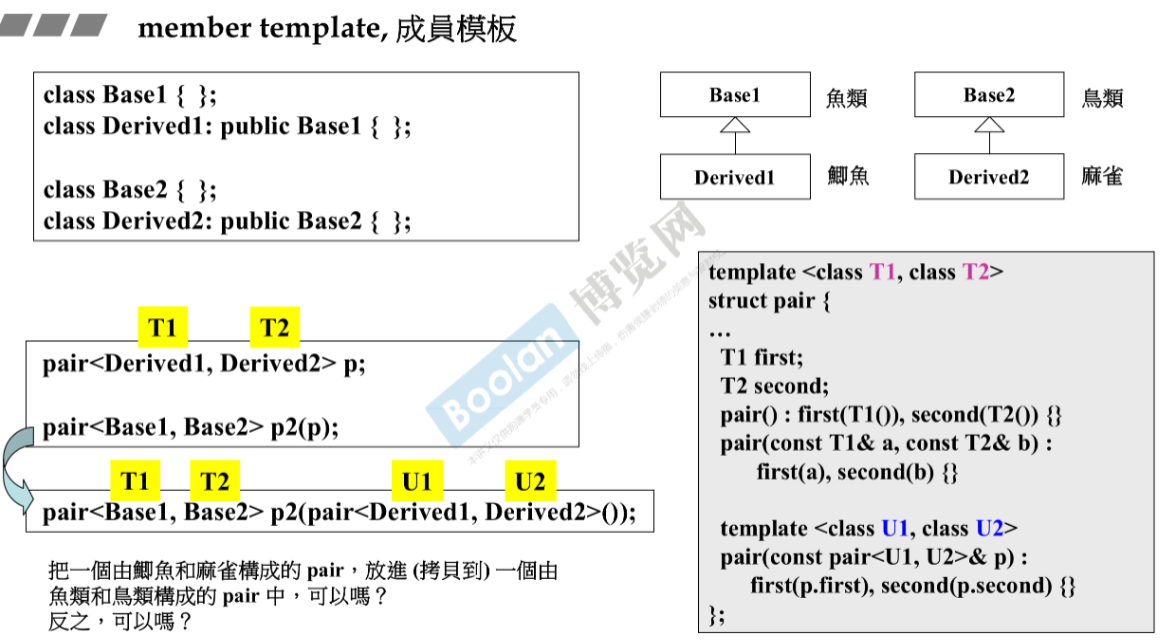 member template, 成員模板
class Base1 { };
class Derived1: public Base1 { };
class Base2 { };
class Derived2: public Base2 { };
Base1 魚類
Derived1 鯽魚
Base2 鳥類
Derived2 麻雀
T1 T2
pair<Derived1, Derived2> p;
pair<Base1, Base2> p2(p);
T1 T2 U1 U2
pair<Base1, Base2> p2(pair<Derived1, Derived2>());
把一個由鯽魚和麻雀構成的 pair，放進 (拷貝到) 一個由
魚類和鳥類構成的 pair 中，可以嗎？
反之，可以嗎？
template <class T1, class T2>
struct pair {
…
T1 first;
T2 second;
pair() : first(T1()), second(T2()) {}
pair(const T1& a, const T2& b) :
first(a), second(b) {}
template <class U1, class U2>
pair(const pair<U1, U2>& p) :
first(p.first), second(p.second) {}
};
Boolan 博览网